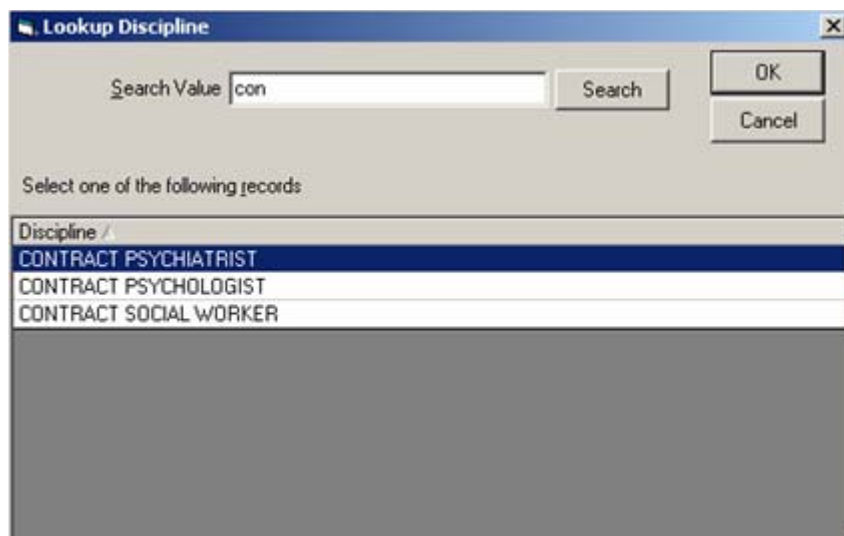 Lookup Discipline
Search Value con Search OK
Cancel
Select one of the following records
Discipline
CONTRACT PSYCHIATRIST
CONTRACT PSYCHOLOGIST
CONTRACT SOCIAL WORKER